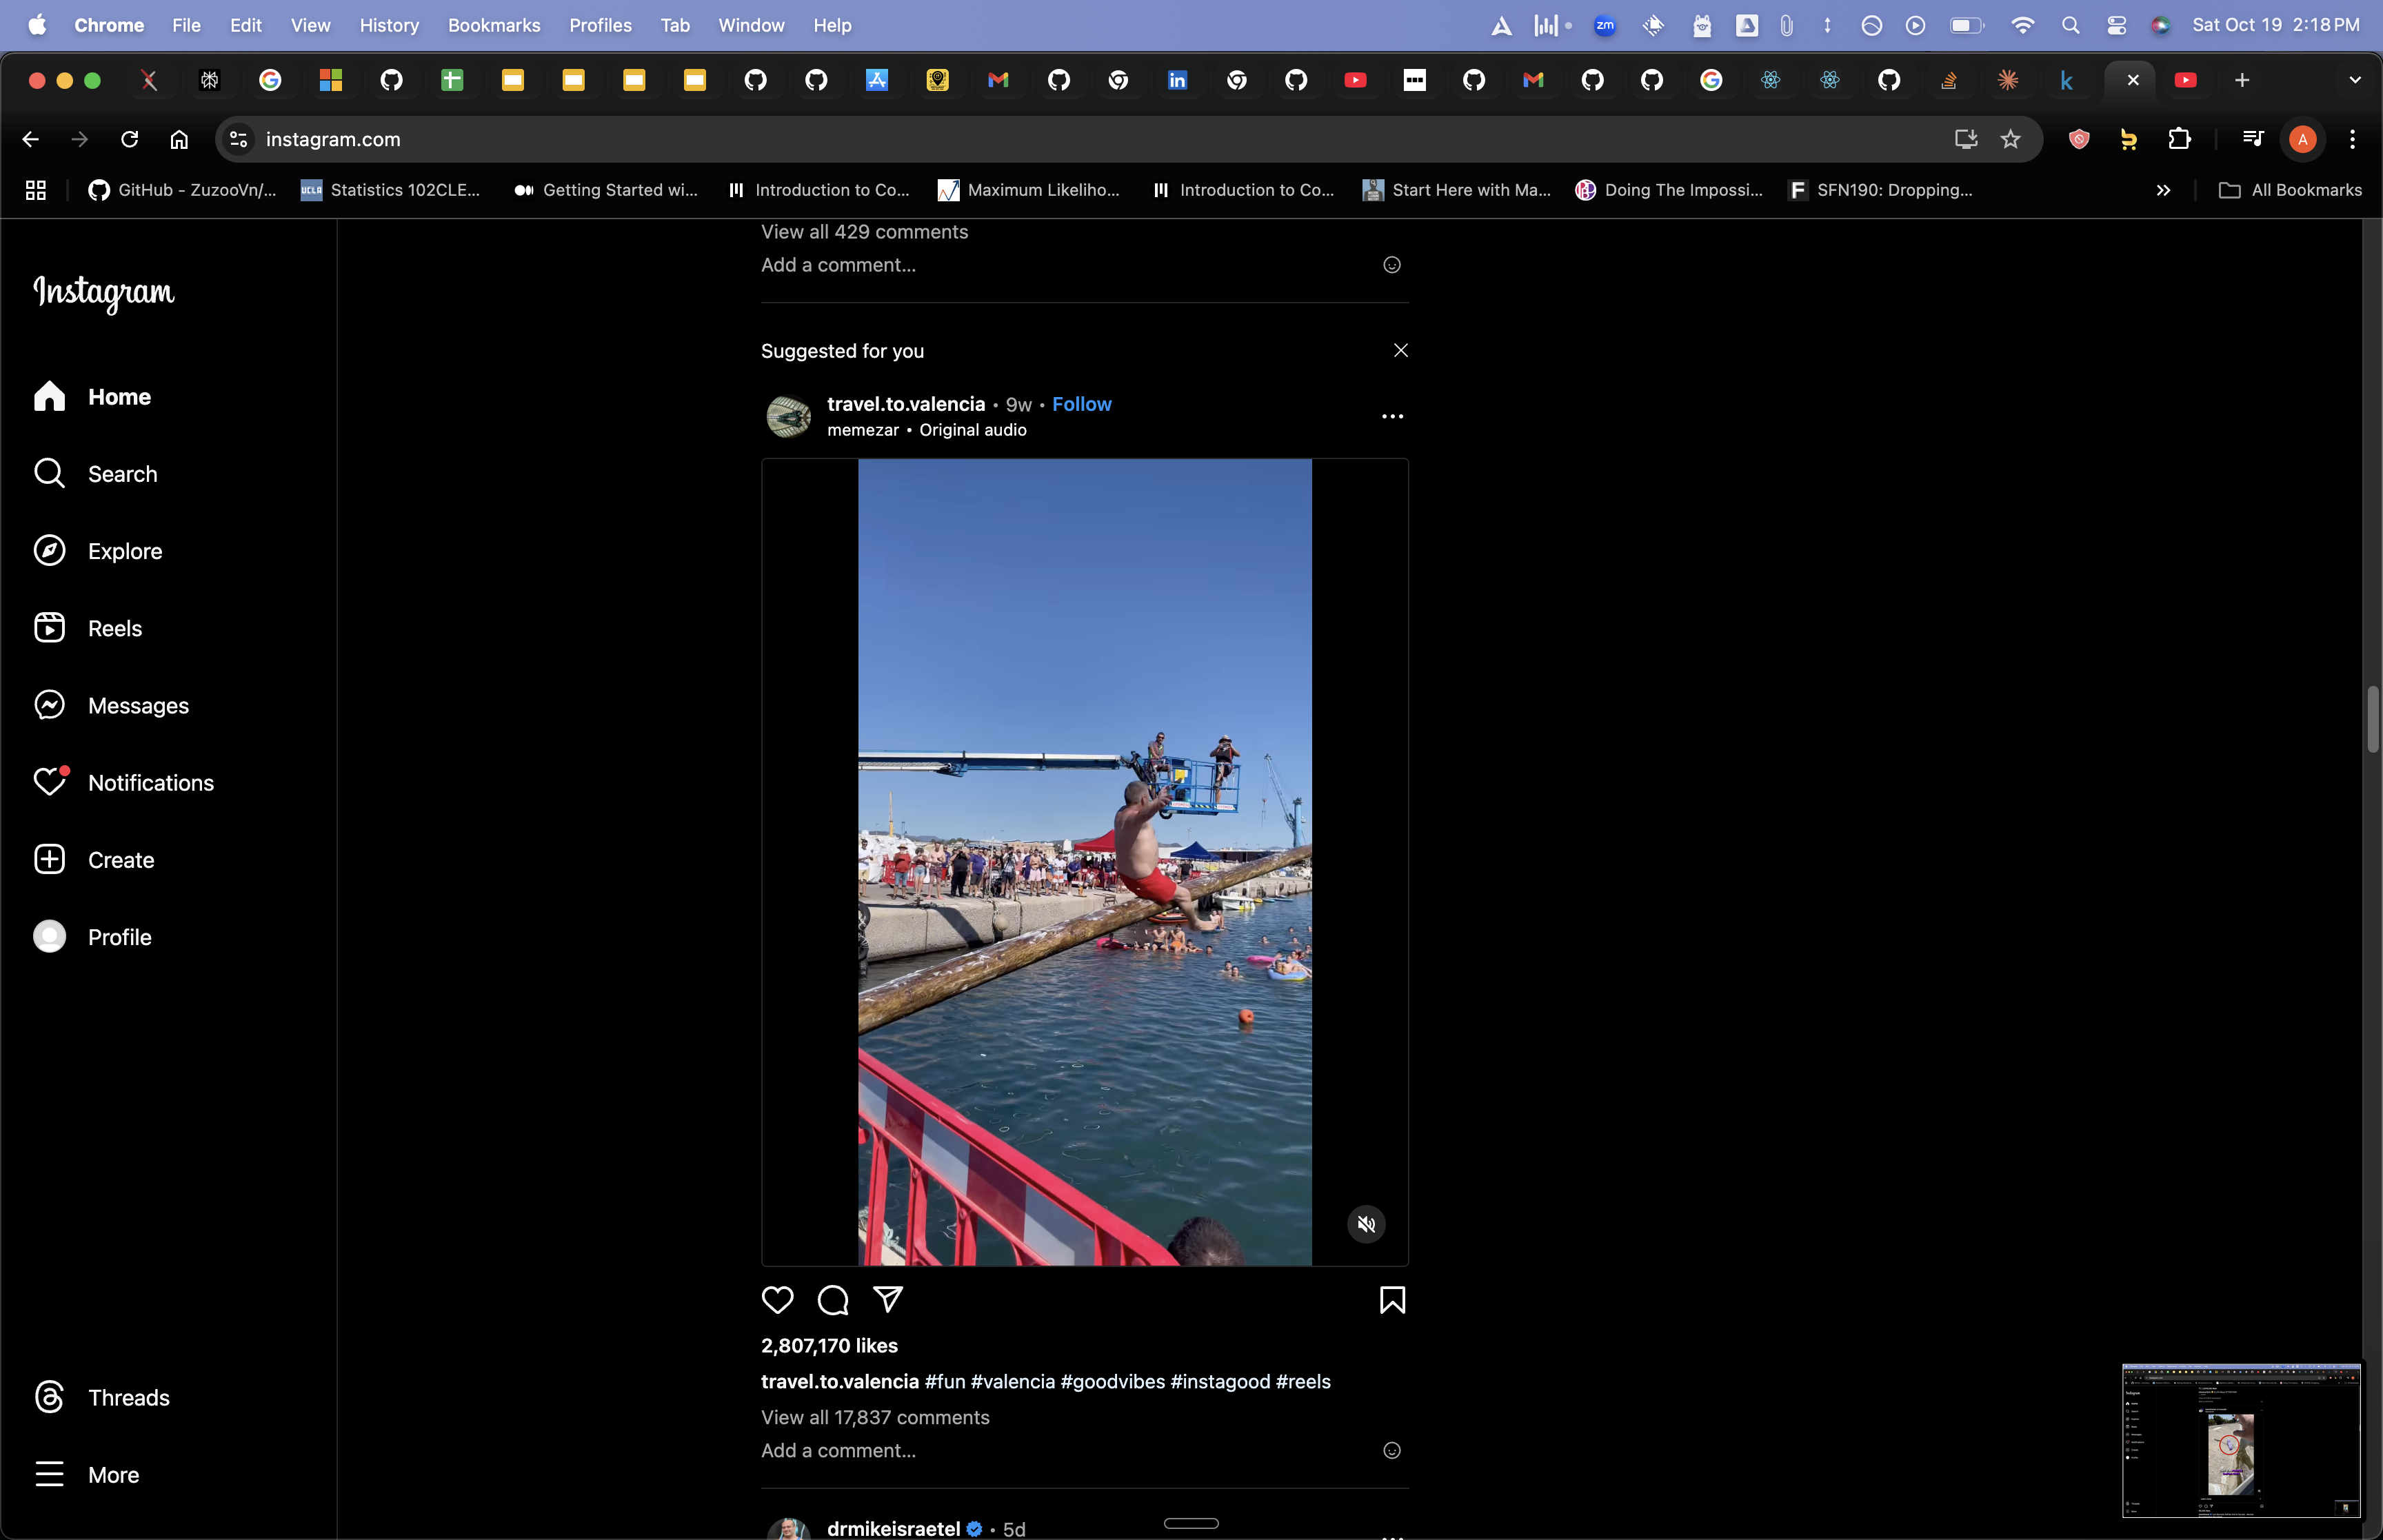 Chrome File Edit View History Bookmarks Profiles Tab Window Help
zm
Sat Oct 19 2:18 PM
instagram.com
A
GitHub - ZuzooVn/...
UCLA Statistics 102CLE...
Getting Started wi...
Introduction to Co...
Maximum Likeliho...
Introduction to Co...
Start Here with Ma...
Doing The Impossi...
F SFN190: Dropping...
All Bookmarks
Instagram
Home
Search
Explore
Reels
Messages
Notifications
Create
Profile
Threads
More
View all 429 comments
Add a comment...
Suggested for you
travel.to.valencia • 9w • Follow
memezar • Original audio
2,807,170 likes
travel.to.valencia #fun #valencia #goodvibes #instagood #reels
View all 17,837 comments
Add a comment...
drmikeisraetel • 5d